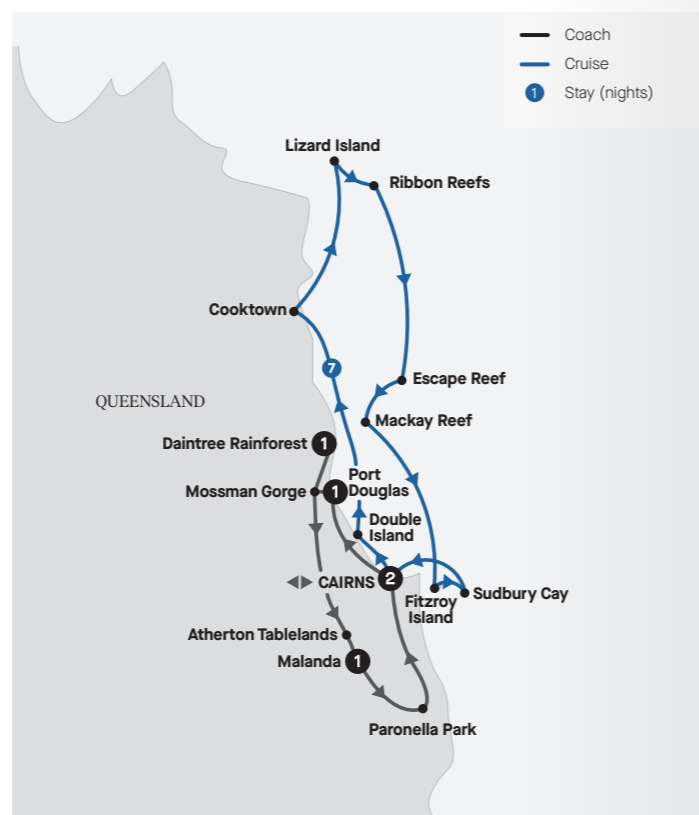 Coach
Cruise
1 Stay (nights)
Lizard Island
Ribbon Reefs
Cooktown
7
Escape Reef
QUEENSLAND
Mackay Reef
Daintree Rainforest 1
Port
Mossman Gorge 1 Douglas
Double
Island
CAIRNS 2
Fitzroy
Island
Sudbury Cay
Atherton Tablelands
Malanda 1
Paronella Park